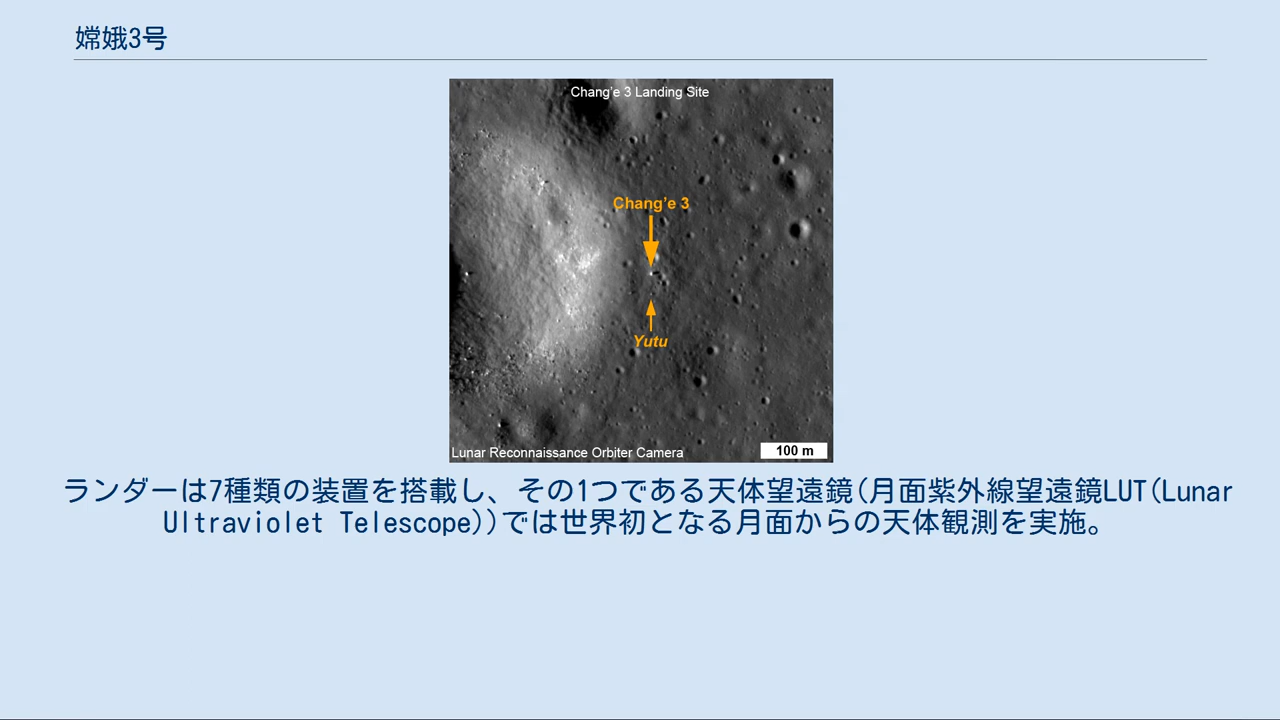 嫦娥3号
Chang'e 3 Landing Site
Chang'e 3
Yutu
Lunar Reconnaissance Orbiter Camera
100 m
ランダーは7種類の装置を搭載し、その1つである天体望遠鏡(月面紫外線望遠鏡LUT(Lunar
Ultraviolet Telescope))では世界初となる月面からの天体観測を実施。